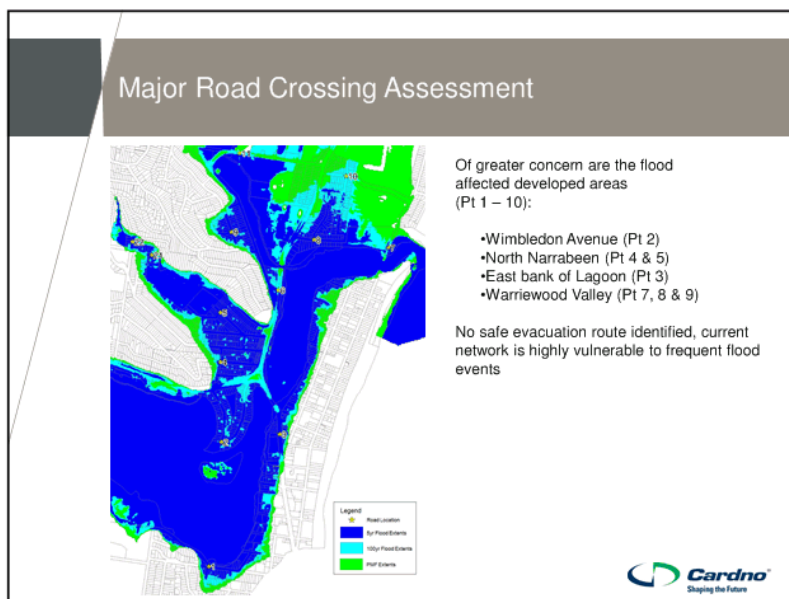 Major Road Crossing Assessment
Of greater concern are the flood
affected developed areas
(Pt 1 – 10):
•Wimbledon Avenue (Pt 2)
•North Narrabeen (Pt 4 & 5)
•East bank of Lagoon (Pt 3)
•Warriewood Valley (Pt 7, 8 & 9)
No safe evacuation route identified, current
network is highly vulnerable to frequent flood
events
Legend
Road Location
5yr Flood Extents
100yr Flood Extents
PMF Extents
Cardno®
Shaping the Future